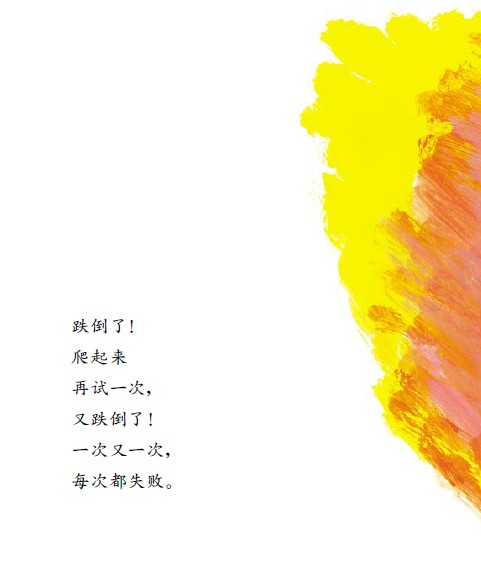 跌倒了！
爬起来
再试一次，
又跌倒了！
一次又一次，
每次都失败。